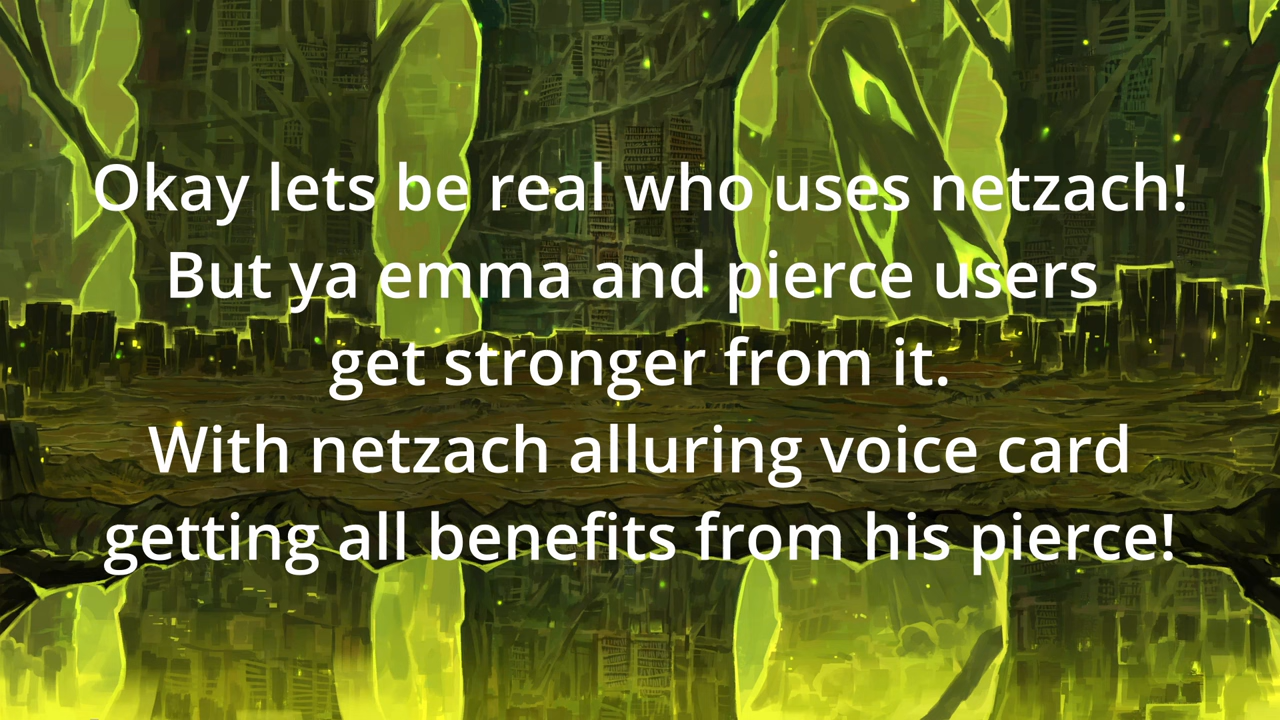 Okay lets be real who uses netzach!
But ya emma and pierce users
get stronger from it.
With netzach alluring voice card
getting all benefits from his pierce!